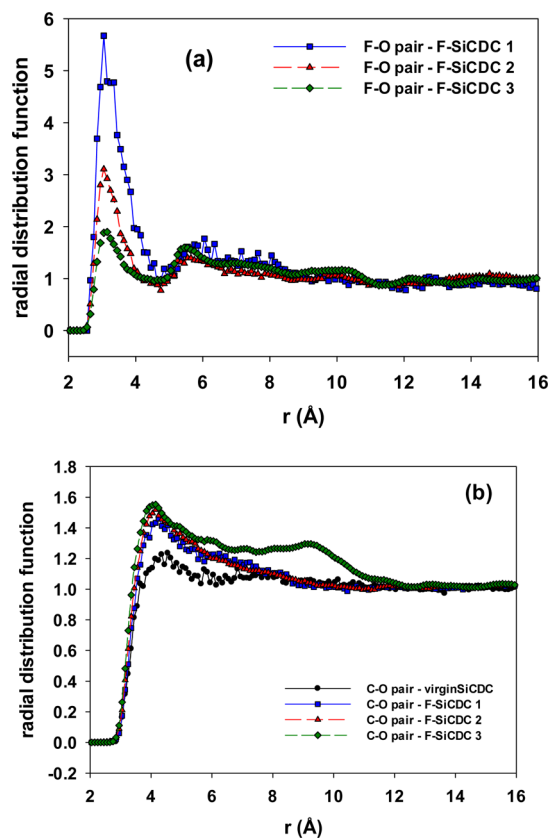 (a)
F-O pair - F-SiCDC 1
F-O pair - F-SiCDC 2
F-O pair - F-SiCDC 3
radial distribution function
6
5
4
3
2
1
0
2 4 6 8 10 12 14 16
r (Å)
(b)
radial distribution function
1.8
1.6
1.4
1.2
1.0
0.8
0.6
0.4
0.2
0.0
-0.2
C-O pair - virginSiCDC
C-O pair - F-SiCDC 1
C-O pair - F-SiCDC 2
C-O pair - F-SiCDC 3
2 4 6 8 10 12 14 16
r (Å)